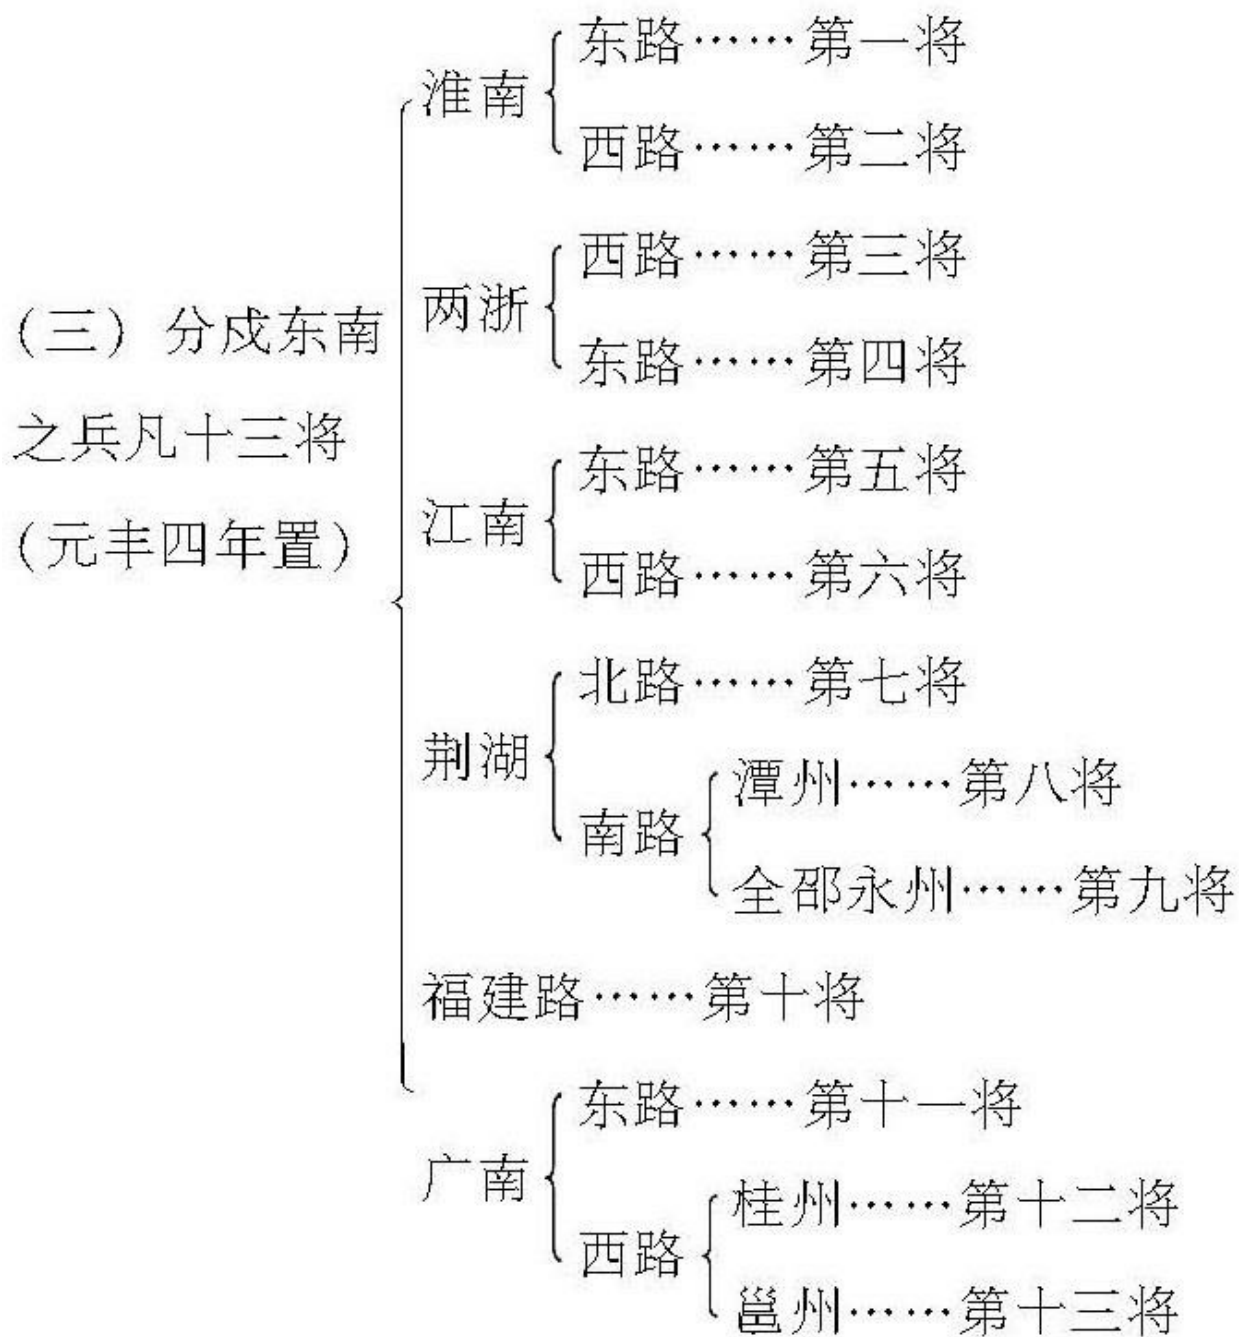 （三）分戍东南
之兵凡十三将
（元丰四年置）
淮南
东路……第一将
西路……第二将
两浙
西路……第三将
东路……第四将
江南
东路……第五将
西路……第六将
荆湖
北路……第七将
南路
潭州……第八将
全邵永州……第九将
福建路……第十将
广南
东路……第十一将
西路
桂州……第十二将
邕州……第十三将